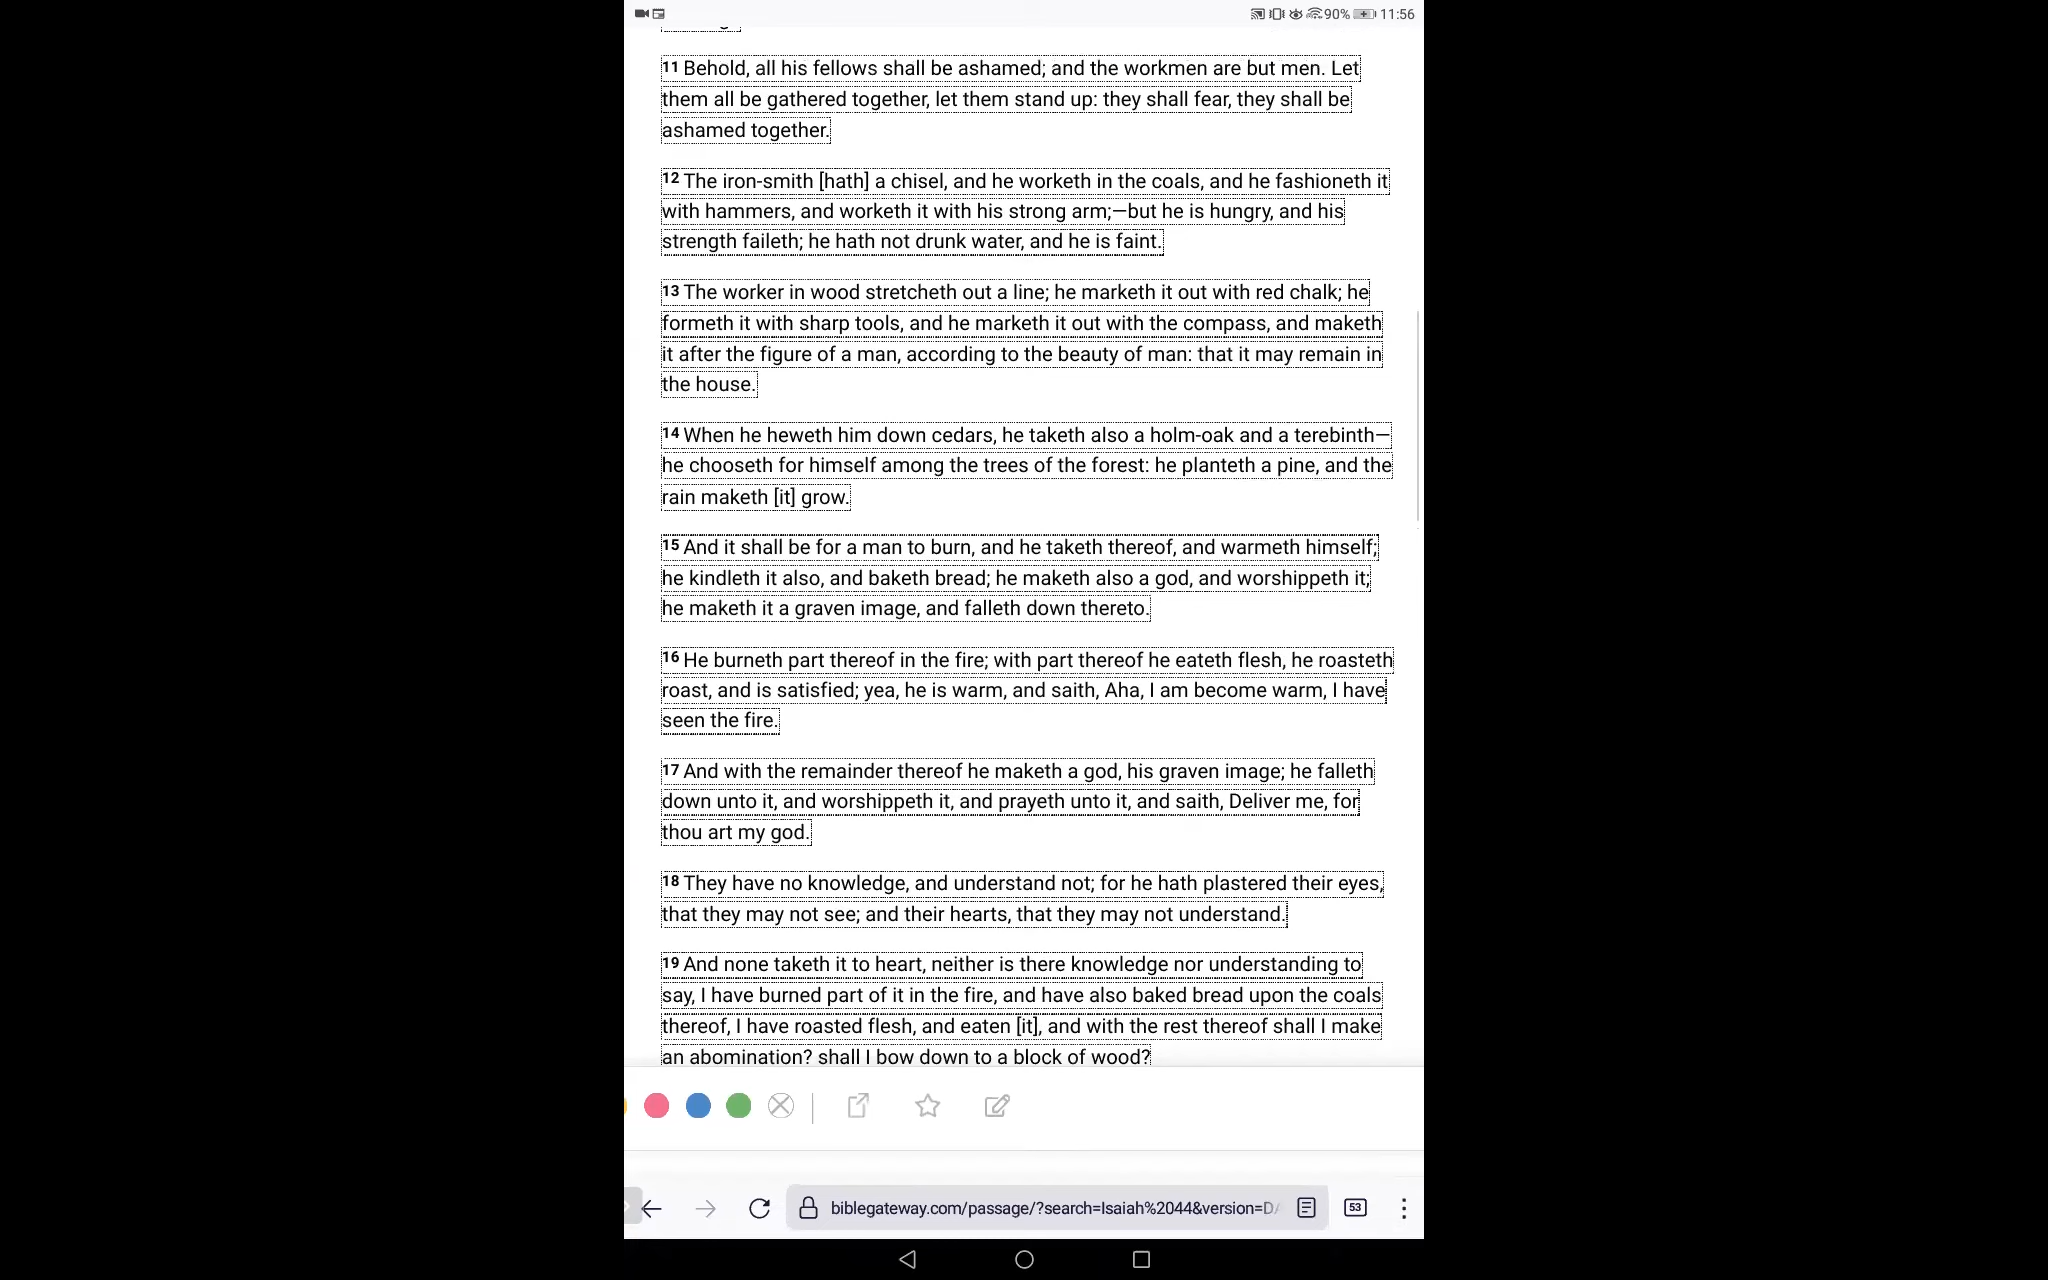 90% 11:56
11 Behold, all his fellows shall be ashamed; and the workmen are but men. Let
them all be gathered together, let them stand up: they shall fear, they shall be
ashamed together.
12 The iron-smith [hath] a chisel, and he worketh in the coals, and he fashioneth it
with hammers, and worketh it with his strong arm;—but he is hungry, and his
strength faileth; he hath not drunk water, and he is faint.
13 The worker in wood stretcheth out a line; he marketh it out with red chalk; he
formeth it with sharp tools, and he marketh it out with the compass, and maketh
it after the figure of a man, according to the beauty of man: that it may remain in
the house.
14 When he heweth him down cedars, he taketh also a holm-oak and a terebinth—
he chooseth for himself among the trees of the forest: he planteth a pine, and the
rain maketh [it] grow.
15 And it shall be for a man to burn, and he taketh thereof, and warmeth himself;
he kindleth it also, and baketh bread; he maketh also a god, and worshippeth it;
he maketh it a graven image, and falleth down thereto.
16 He burneth part thereof in the fire; with part thereof he eateth flesh, he roasteth
roast, and is satisfied; yea, he is warm, and saith, Aha, I am become warm, I have
seen the fire.
17 And with the remainder thereof he maketh a god, his graven image; he falleth
down unto it, and worshippeth it, and prayeth unto it, and saith, Deliver me, for
thou art my god.
18 They have no knowledge, and understand not; for he hath plastered their eyes,
that they may not see; and their hearts, that they may not understand.
19 And none taketh it to heart, neither is there knowledge nor understanding to
say, I have burned part of it in the fire, and have also baked bread upon the coals
thereof, I have roasted flesh, and eaten [it], and with the rest thereof shall I make
an abomination? shall I bow down to a block of wood?
biblegateway.com/passage/?search=Isaiah%2044&version=DA
53